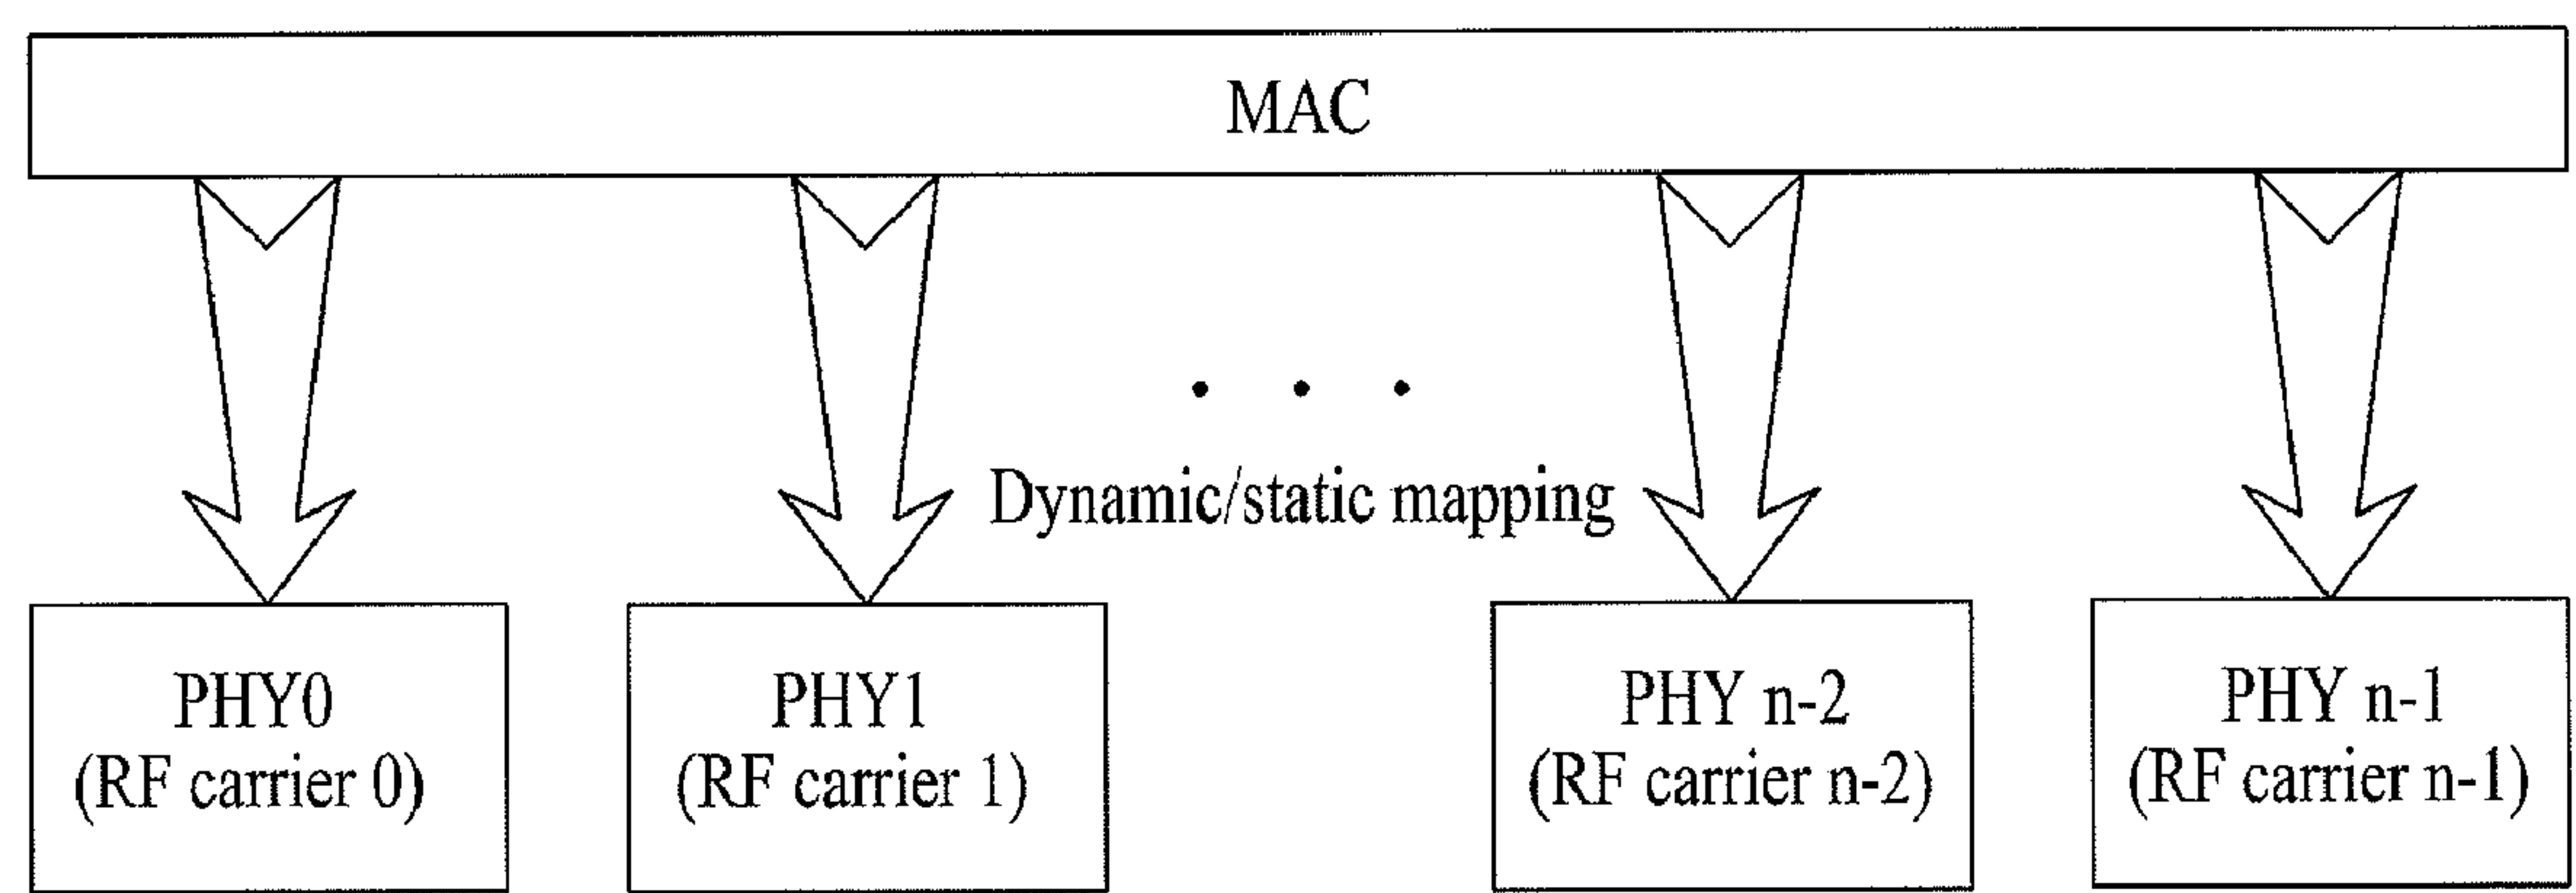 MAC
. . .
Dynamic/static mapping
PHY0
(RF carrier 0)
PHY1
(RF carrier 1)
PHY n-2
(RF carrier n-2)
PHY n-1
(RF carrier n-1)